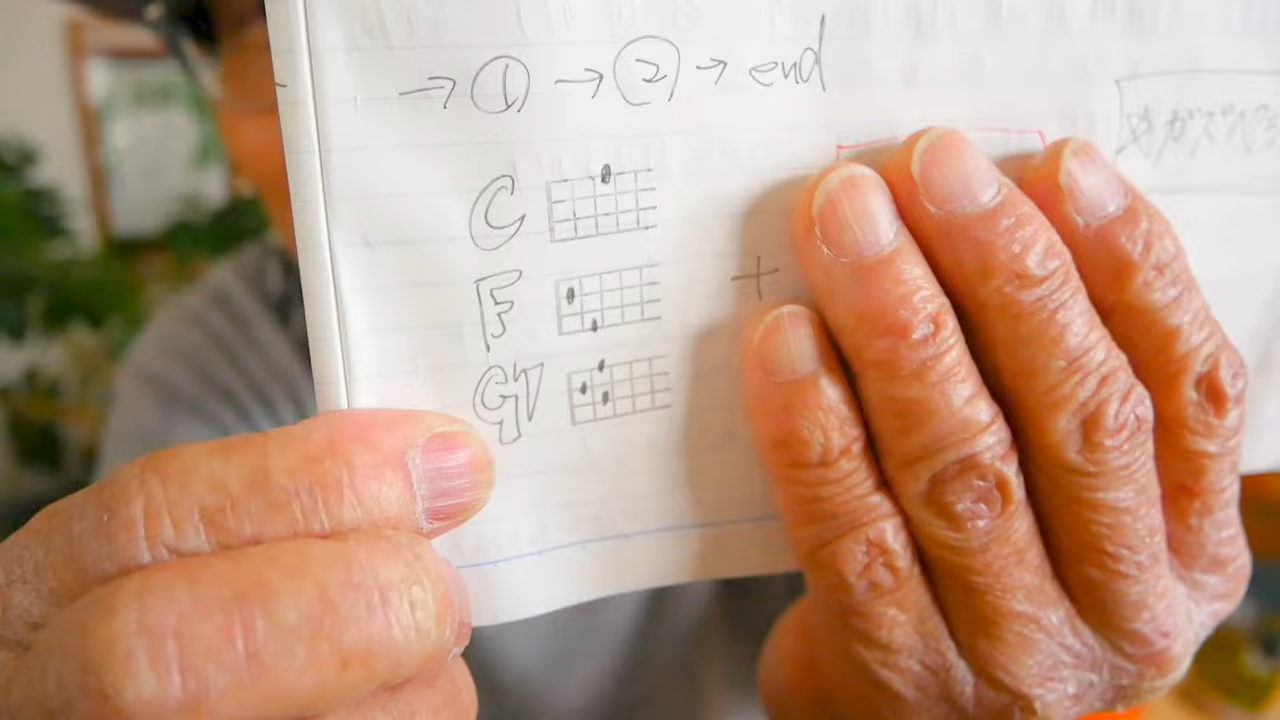 → ① → ② → end
C
F
+
G7